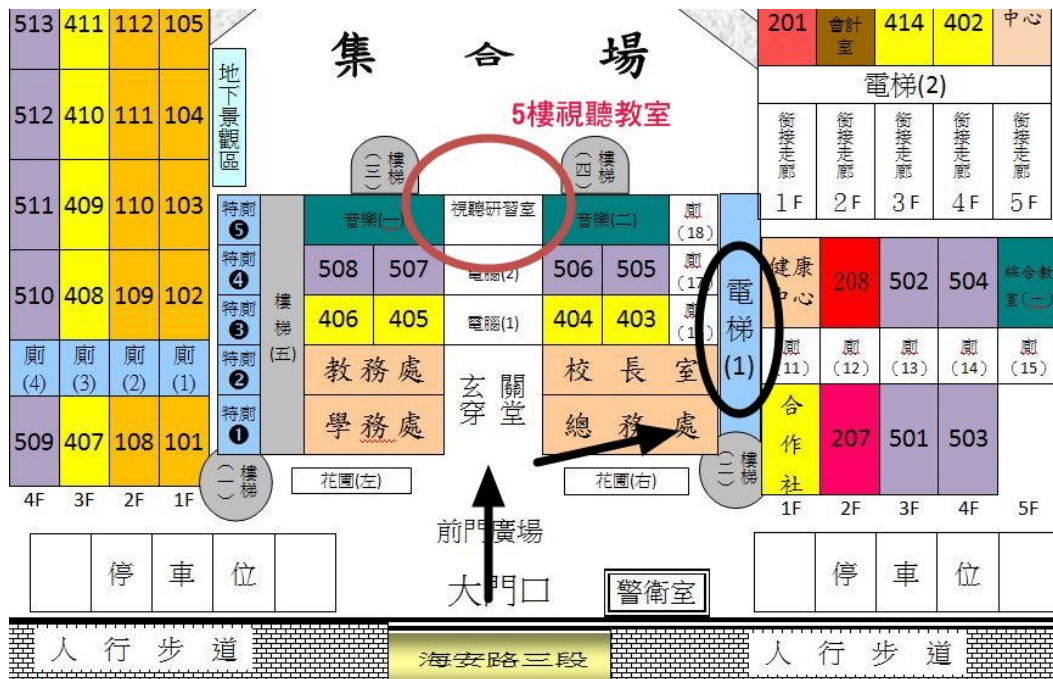 513 411 112 105
201 會計室 414 402 中心
集合場
地下景觀區
電梯(2)
512 410 111 104
5樓視聽教室
銜接走廊 銜接走廊 銜接走廊 銜接走廊 銜接走廊
1F 2F 3F 4F 5F
樓梯(三) 樓梯(四)
511 409 110 103
特廁❺ 音樂(一) 視聽研習室 音樂(二) 廁(18)
特廁❹ 508 507 電腦(2) 506 505 廁(17)
510 408 109 102
樓梯(五)
電梯(1)
健康中心 208 502 504 綜合教室(一)
特廁❸ 406 405 電腦(1) 404 403
廁(4) 廁(3) 廁(2) 廁(1)
特廁❷ 教務處 玄關 校長室
穿堂
廁(11) 廁(12) 廁(13) 廁(14) 廁(15)
509 407 108 101
特廁❶ 學務處 總務處
合作社 207 501 503
樓梯(一) 花圃(左) 花圃(右) 樓梯(二)
4F 3F 2F 1F
1F 2F 3F 4F 5F
前門廣場
停車位 大門口 警衛室 停車位
人行步道 海安路三段 人行步道